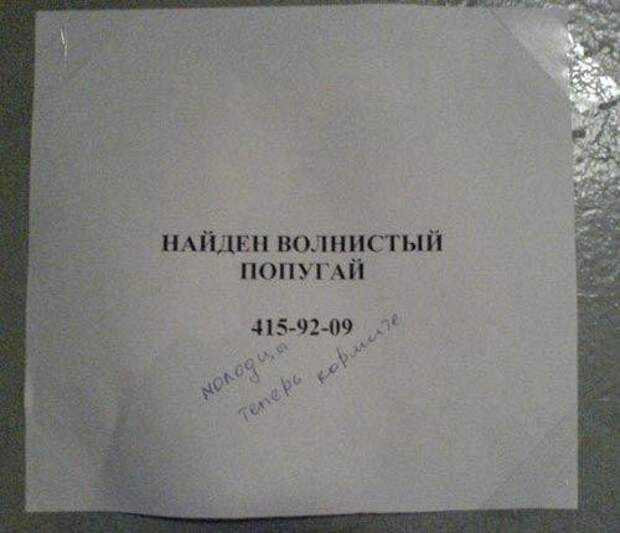 НАЙДЕН ВОЛНИСТЫЙ
ПОПУГАЙ
415-92-09
молодцы
теперь кормите